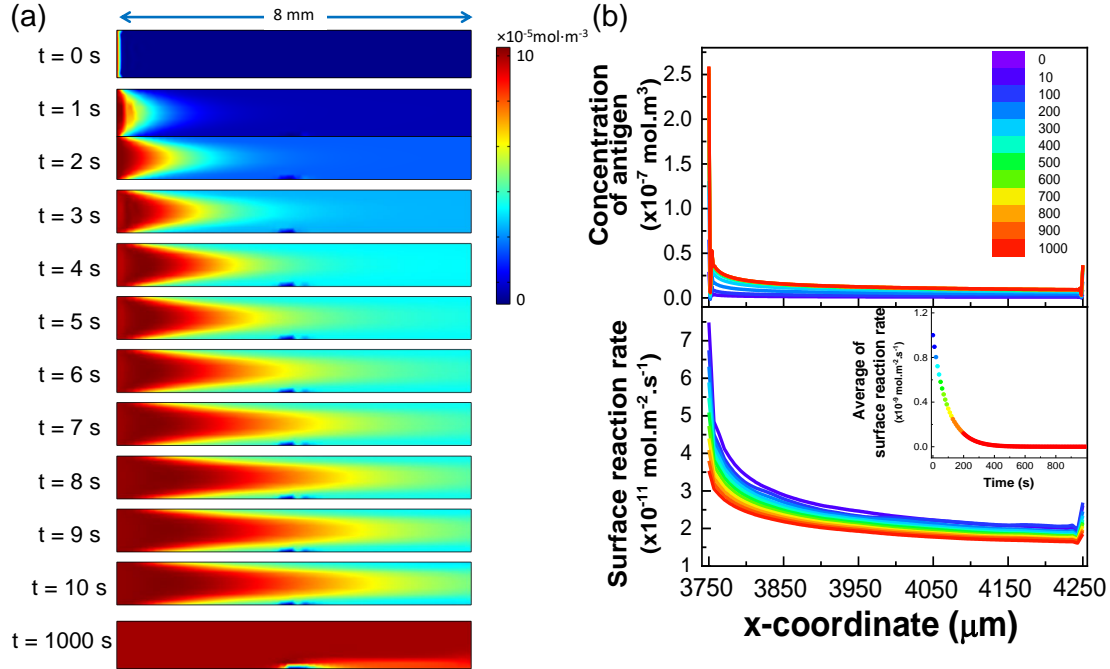 (a)
8 mm
×10⁻⁵mol·m⁻³
10
0
t = 0 s
t = 1 s
t = 2 s
t = 3 s
t = 4 s
t = 5 s
t = 6 s
t = 7 s
t = 8 s
t = 9 s
t = 10 s
t = 1000 s
(b)
Concentration
of antigen
(x10⁻⁷ mol.m³)
2.5
2.0
1.5
1.0
0.5
0.0
0
10
100
200
300
400
500
600
700
800
900
1000
Surface reaction rate
(x10⁻¹¹ mol.m⁻².s⁻¹)
7
6
5
4
3
2
1
Average of
surface reaction rate
(x10⁻⁹ mol.m⁻².s⁻¹)
1.2
0.8
0.4
0.0
0 200 400 600 800
Time (s)
3750 3850 3950 4050 4150 4250
x-coordinate (μm)